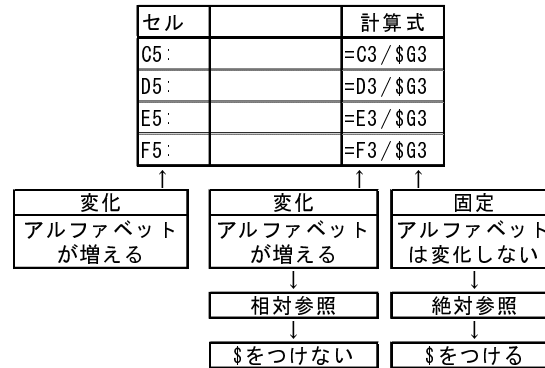 セル 計算式
C5: =C3/$G3
D5: =D3/$G3
E5: =E3/$G3
F5: =F3/$G3
↑ ↑ ↑
変化 変化 固定
アルファベット アルファベット アルファベット
が増える が増える は変化しない
↓ ↓
相対参照 絶対参照
↓ ↓
$をつけない $をつける